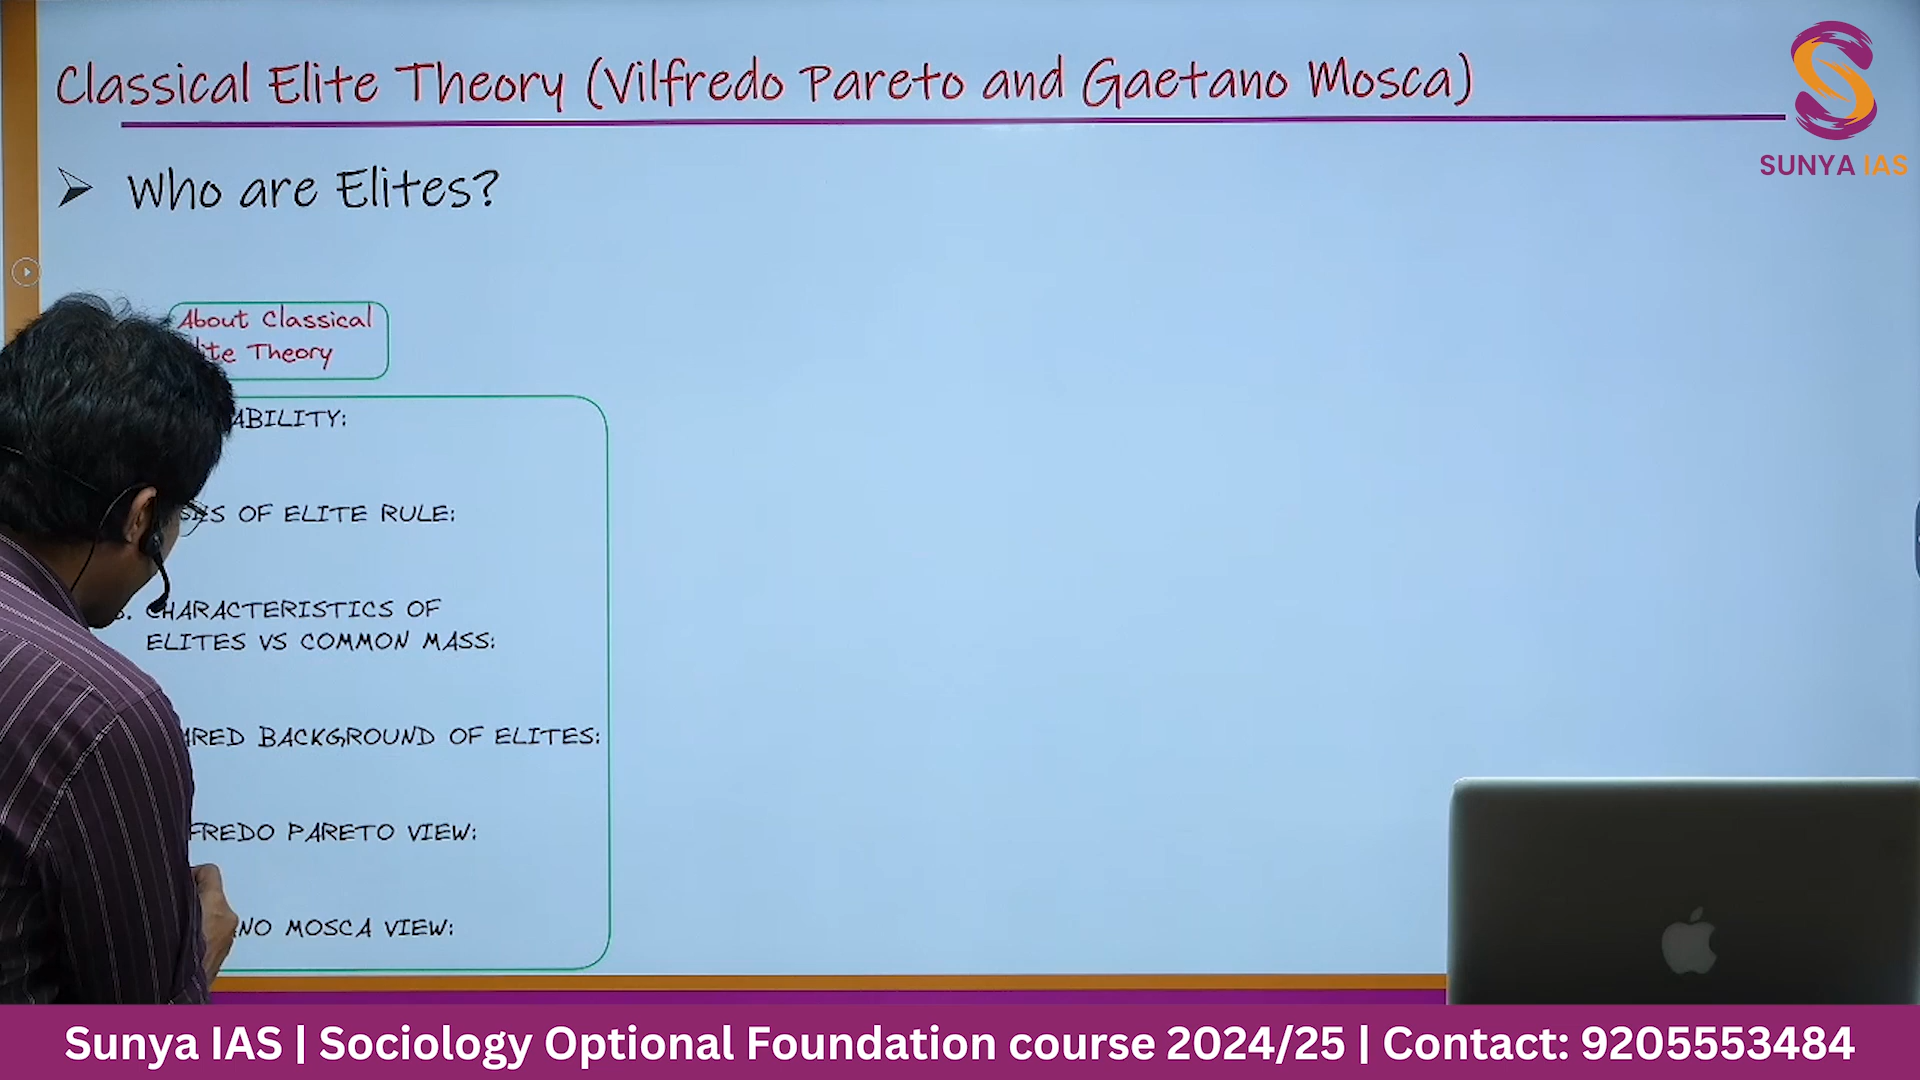 Classical Elite Theory (Vilfredo Pareto and Gaetano Mosca)
SUNYA IAS
Who are Elites?
About Classical
Theory
OF ELITE RULE:
CHARACTERISTICS OF
ELITES VS COMMON MASS:
BACKGROUND OF ELITES:
PARETO VIEW:
MOSCA VIEW:
Sunya IAS | Sociology Optional Foundation course 2024/25 | Contact: 9205553484